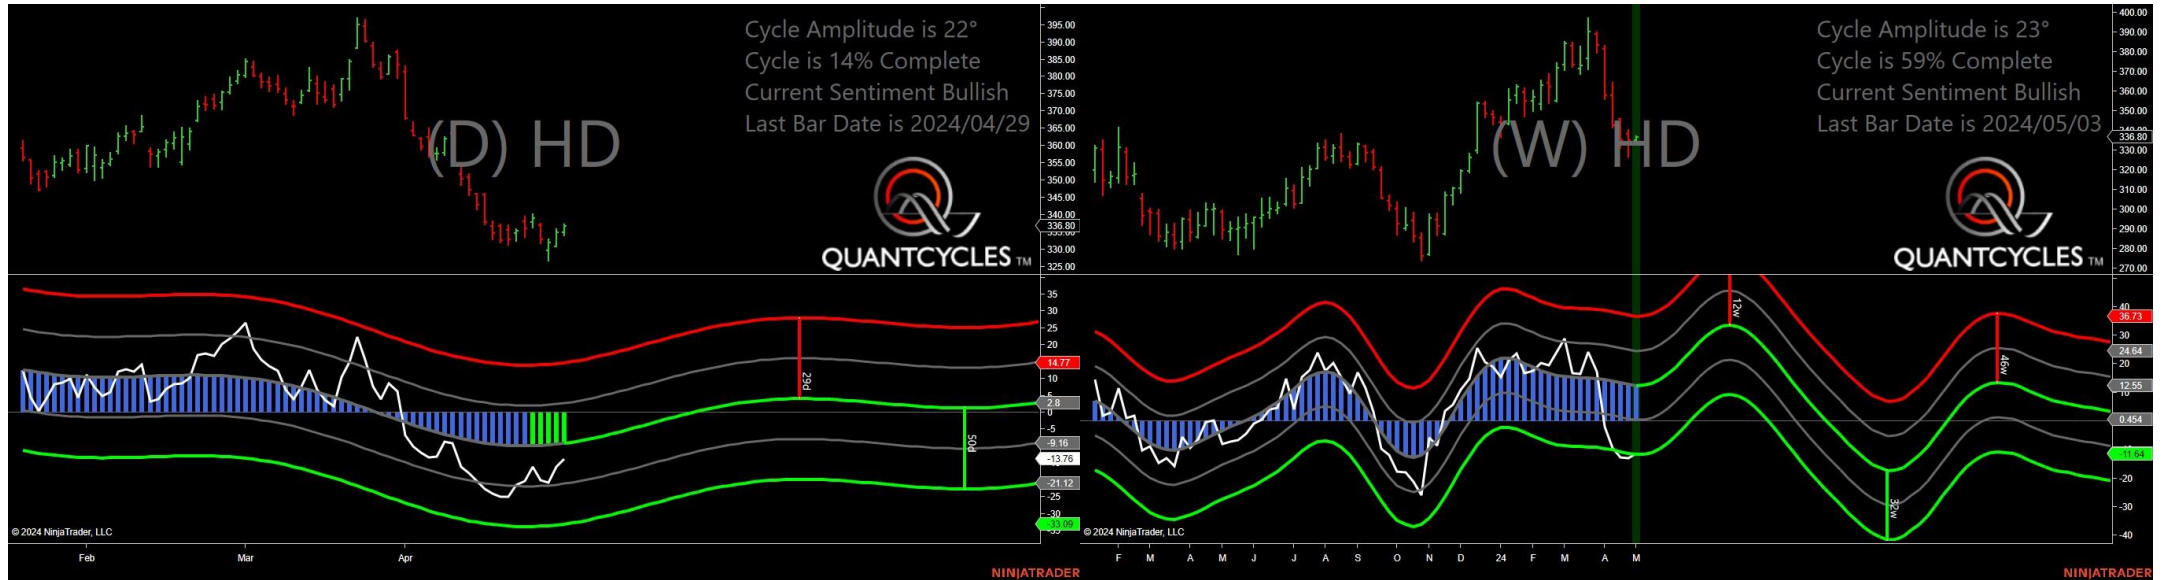 Cycle Amplitude is 22°
Cycle is 14% Complete
Current Sentiment Bullish
Last Bar Date is 2024/04/29
(D) HD
QUANTCYCLES TM
395.00
390.00
385.00
380.00
375.00
370.00
365.00
360.00
355.00
350.00
345.00
340.00
336.80
330.00
325.00
35
30
25
20
14.77
10
2.8
0
-5
-9.16
-13.76
-21.12
-25
-30
-33.09
29d
50d
© 2024 NinjaTrader, LLC
Feb Mar Apr
NINJATRADER
Cycle Amplitude is 23°
Cycle is 59% Complete
Current Sentiment Bullish
Last Bar Date is 2024/05/03
(W) HD
QUANTCYCLES TM
400.00
390.00
380.00
370.00
360.00
350.00
336.80
330.00
320.00
310.00
300.00
290.00
280.00
270.00
40
36.73
30
24.64
20
12.55
10
0.454
-11.64
-20
-30
-40
12w
32w
46w
© 2024 NinjaTrader, LLC
F M A M J J A S O N D 24 F M A M
NINJATRADER